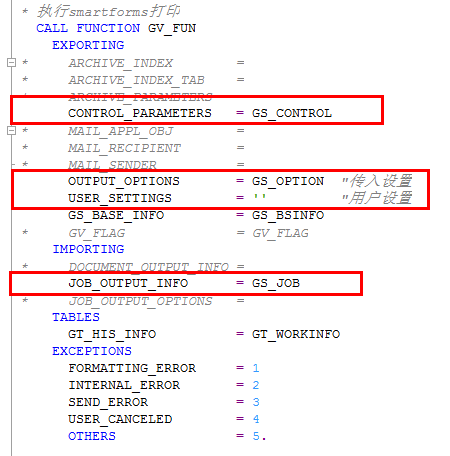 * 执行smartforms打印
CALL FUNCTION GV_FUN
EXPORTING
* ARCHIVE_INDEX =
* ARCHIVE_INDEX_TAB =
* ARCHIVE_PARAMETERS =
CONTROL_PARAMETERS = GS_CONTROL
* MAIL_APPL_OBJ =
* MAIL_RECIPIENT =
* MAIL_SENDER =
OUTPUT_OPTIONS = GS_OPTION "传入设置
USER_SETTINGS = '' "用户设置
GS_BASE_INFO = GS_BSINFO
* GV_FLAG = GV_FLAG
IMPORTING
* DOCUMENT_OUTPUT_INFO =
JOB_OUTPUT_INFO = GS_JOB
* JOB_OUTPUT_OPTIONS =
TABLES
GT_HIS_INFO = GT_WORKINFO
EXCEPTIONS
FORMATTING_ERROR = 1
INTERNAL_ERROR = 2
SEND_ERROR = 3
USER_CANCELED = 4
OTHERS = 5.